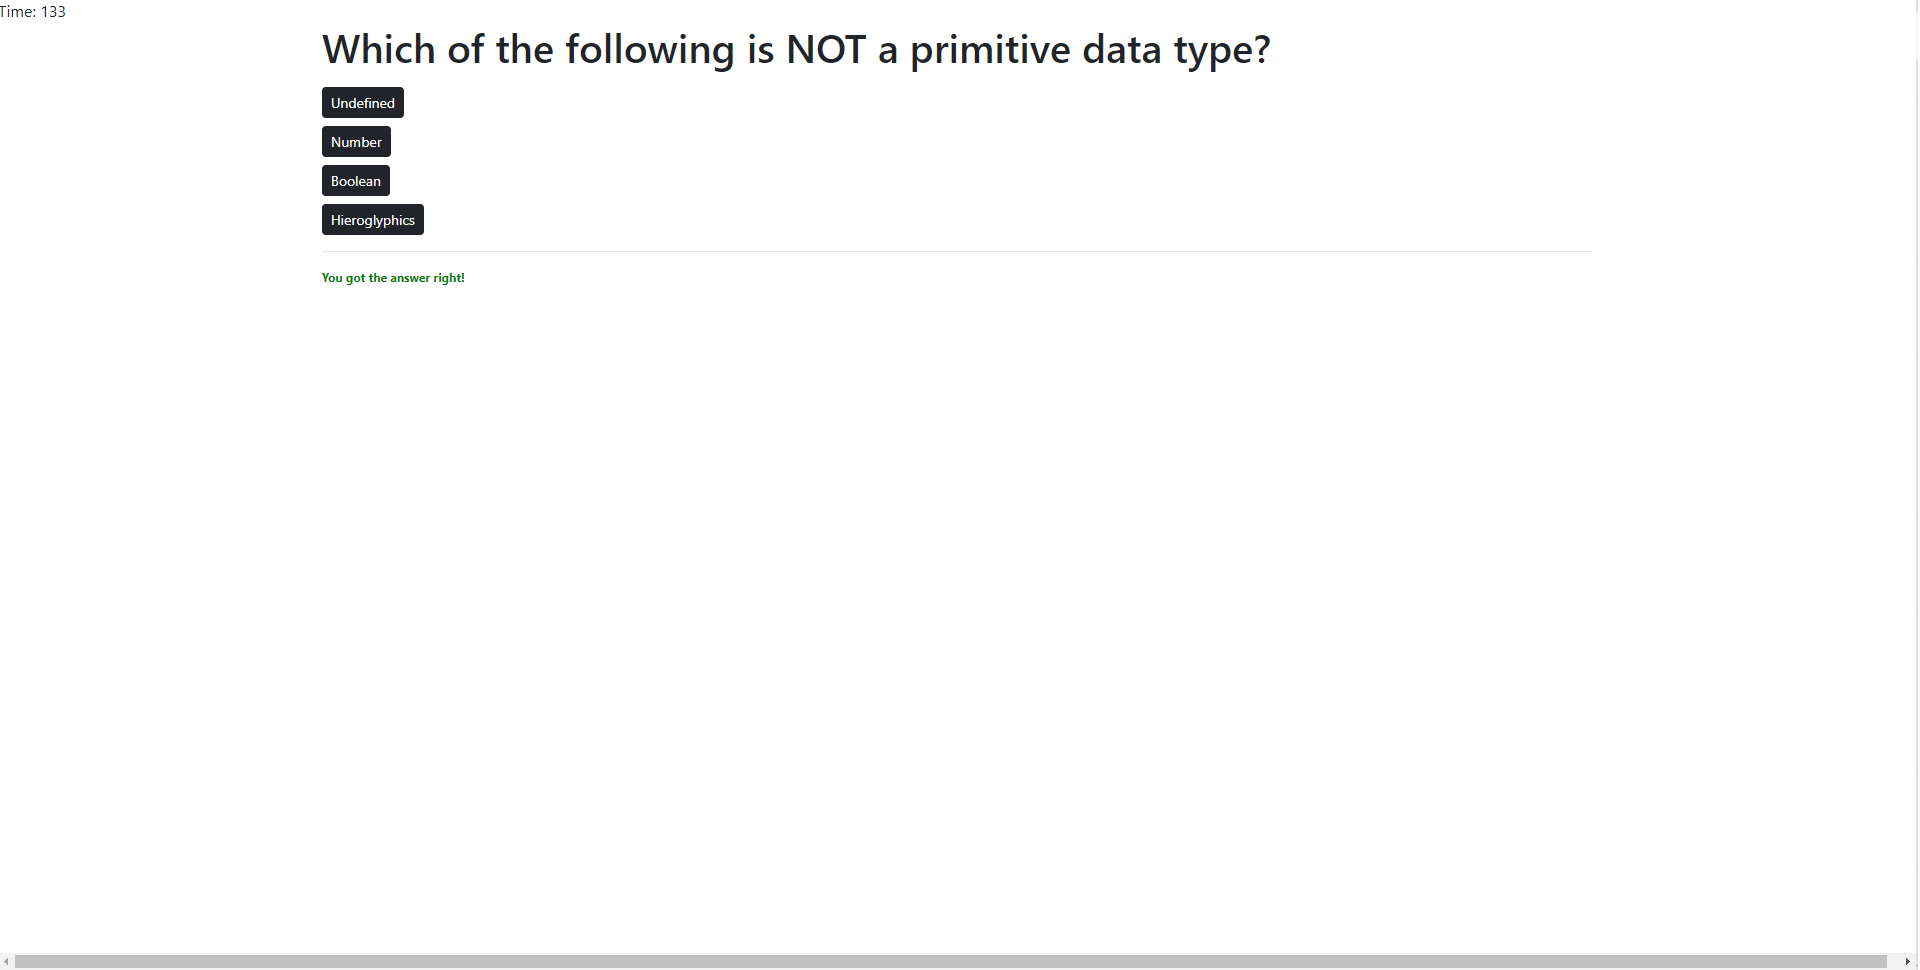 Time: 133
Which of the following is NOT a primitive data type?
Undefined
Number
Boolean
Hieroglyphics
You got the answer right!